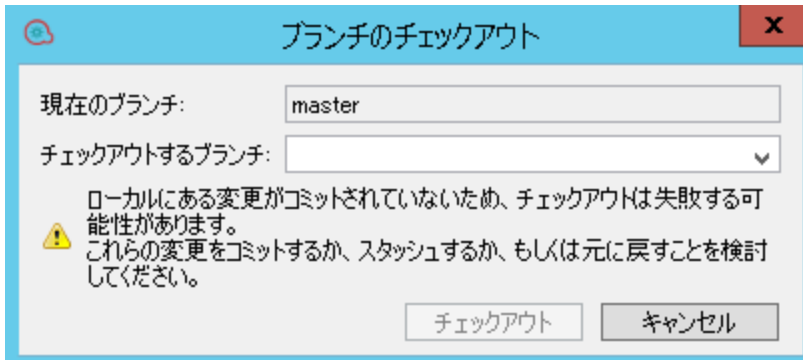 ブランチのチェックアウト
x
現在のブランチ: master
チェックアウトするブランチ:
ローカルにある変更がコミットされていないため、チェックアウトは失敗する可
能性があります。
これらの変更をコミットするか、スタッシュするか、もしくは元に戻すことを検討
してください。
チェックアウト キャンセル